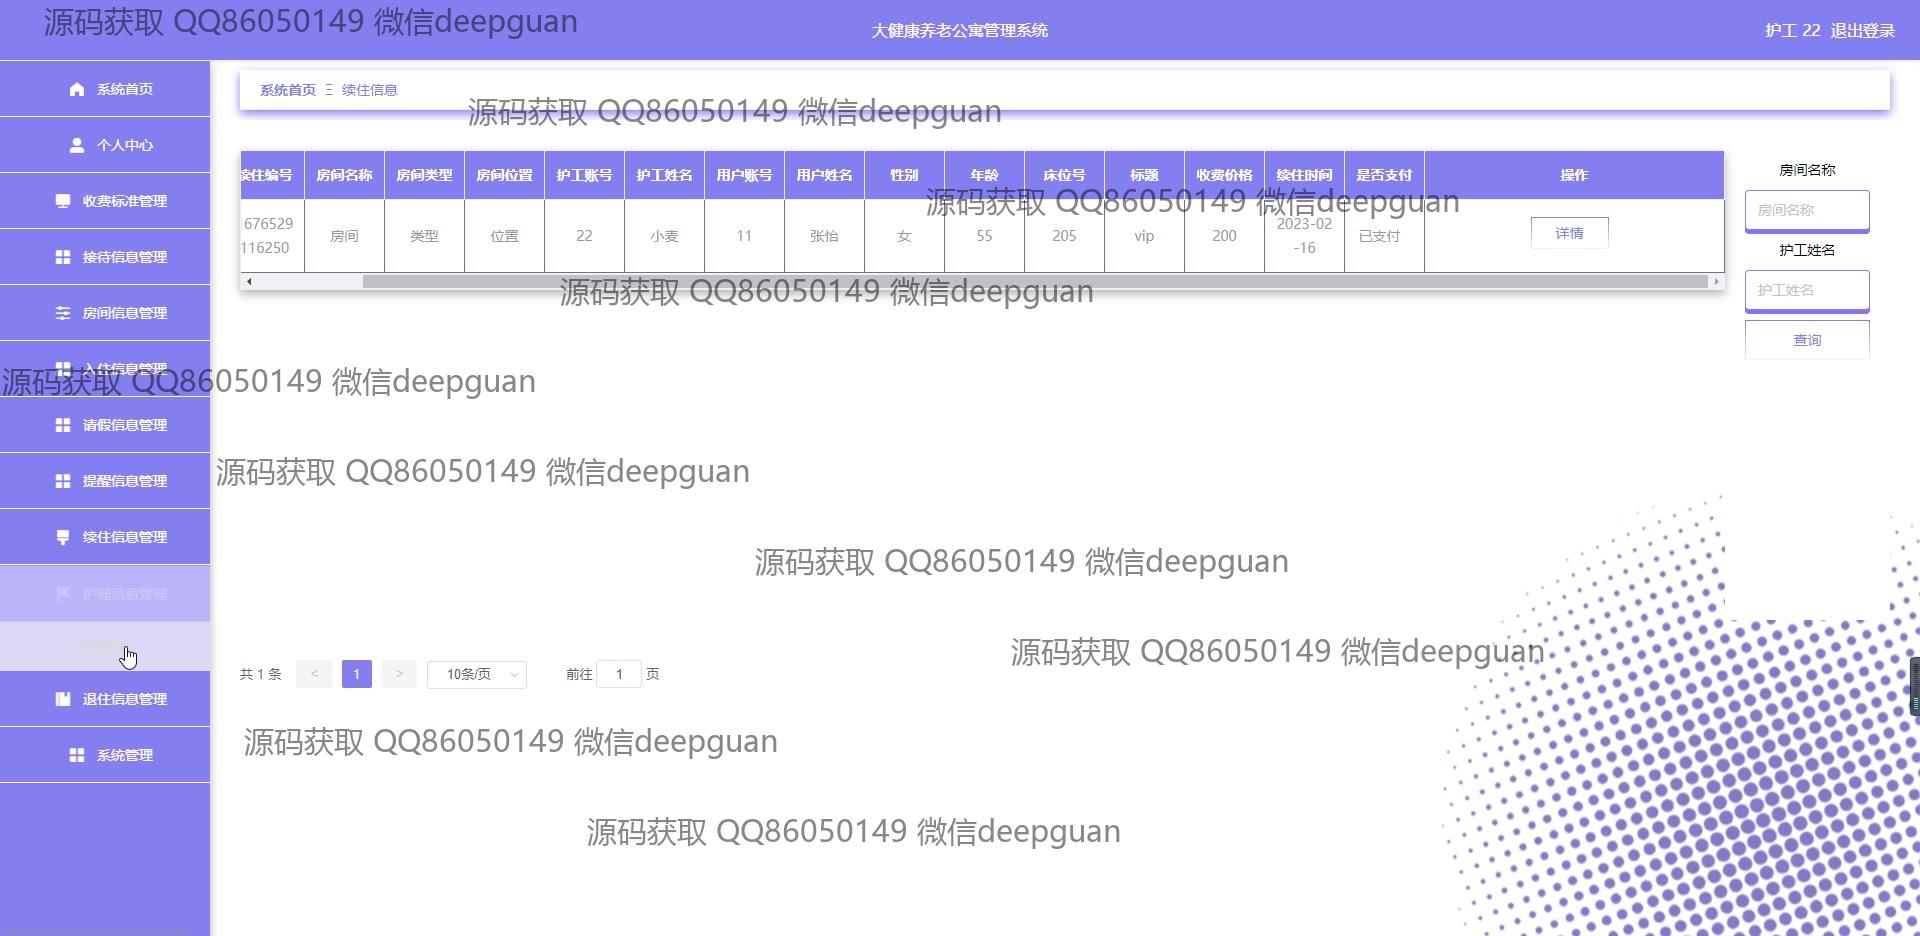 源码获取 QQ86050149 微信deepguan
大健康养老公寓管理系统
护工 22 退出登录
系统首页
个人中心
收费标准管理
接待信息管理
房间信息管理
入住信息管理
请假信息管理
提醒信息管理
续住信息管理
护理信息管理
退住信息管理
系统管理
系统首页 Ξ 续住信息
源码获取 QQ86050149 微信deepguan
续住编号 房间名称 房间类型 房间位置 护工账号 护工姓名 用户账号 用户姓名 性别 年龄 床位号 标题 收费价格 续住时间 是否支付 操作
源码获取 QQ86050149 微信deepguan
676529 116250 房间 类型 位置 22 小麦 11 张怡 女 55 205 vip 200 2023-02-16 已支付 详情
房间名称
房间名称
护工姓名
护工姓名
查询
源码获取 QQ86050149 微信deepguan
源码获取 QQ86050149 微信deepguan
源码获取 QQ86050149 微信deepguan
源码获取 QQ86050149 微信deepguan
源码获取 QQ86050149 微信deepguan
共 1 条 < 1 > 10条/页 前往 1 页
源码获取 QQ86050149 微信deepguan
源码获取 QQ86050149 微信deepguan